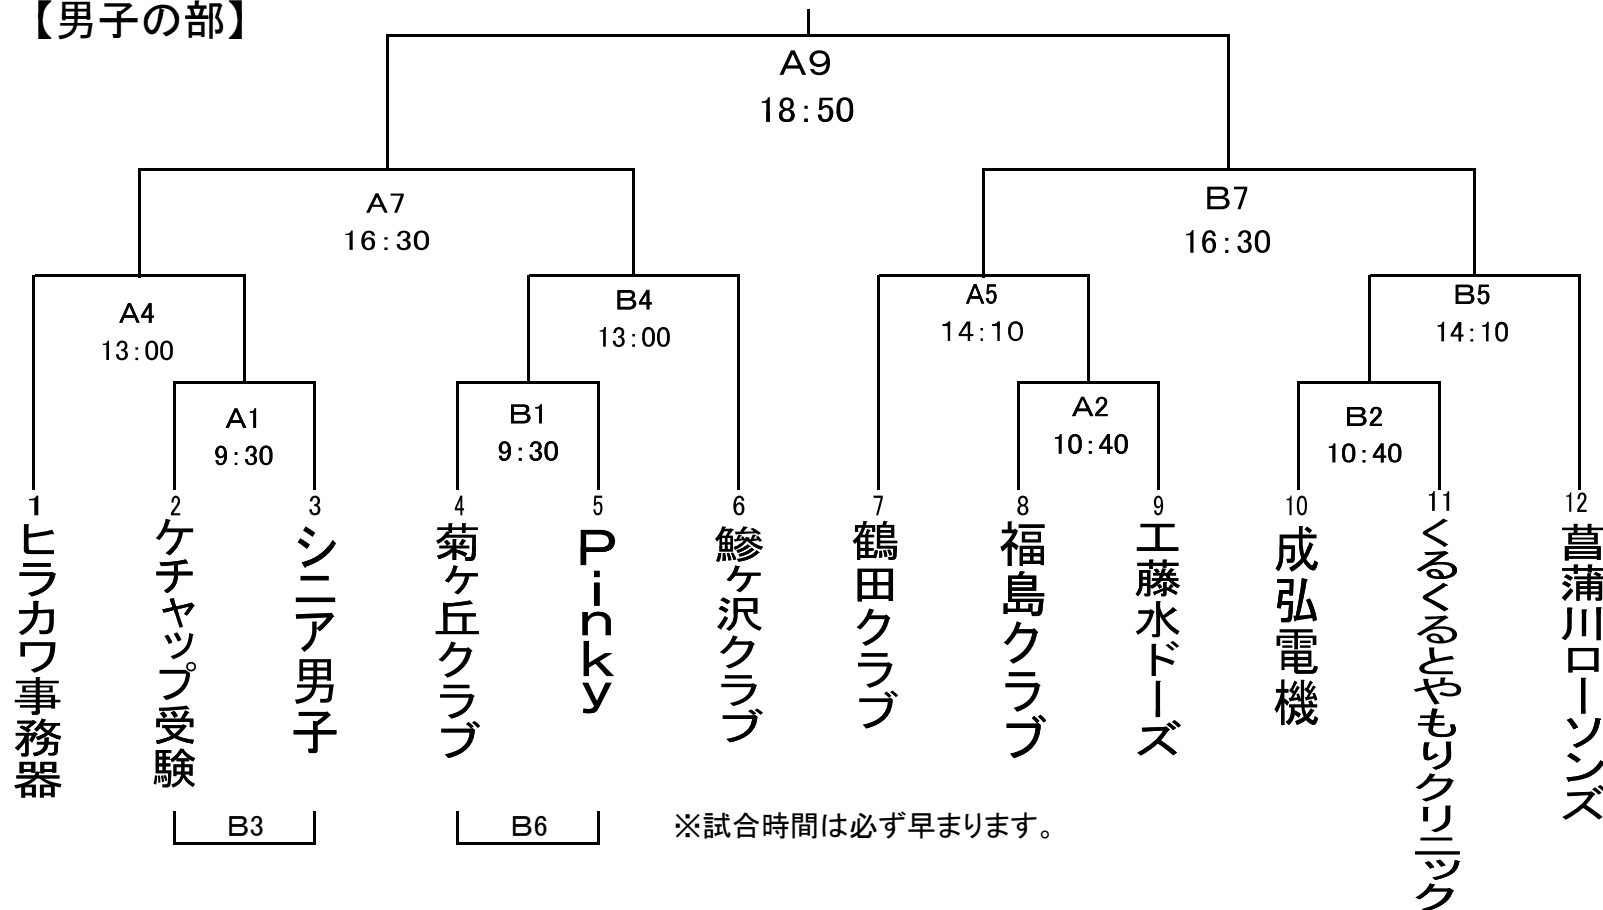 【男子の部】
A9
18:50
A7
16:30
B7
16:30
A4
13:00
B4
13:00
A5
14:10
B5
14:10
A1
9:30
B1
9:30
A2
10:40
B2
10:40
1
ヒラカワ事務器
2
ケチャップ受験
3
シニア男子
4
菊ヶ丘クラブ
5
Pinky
6
鰺ヶ沢クラブ
7
鶴田クラブ
8
福島クラブ
9
工藤水ドーズ
10
成弘電機
11
くるくるとやもりクリニック
12
菖蒲川ローソンズ
B3
B6
※試合時間は必ず早まります。